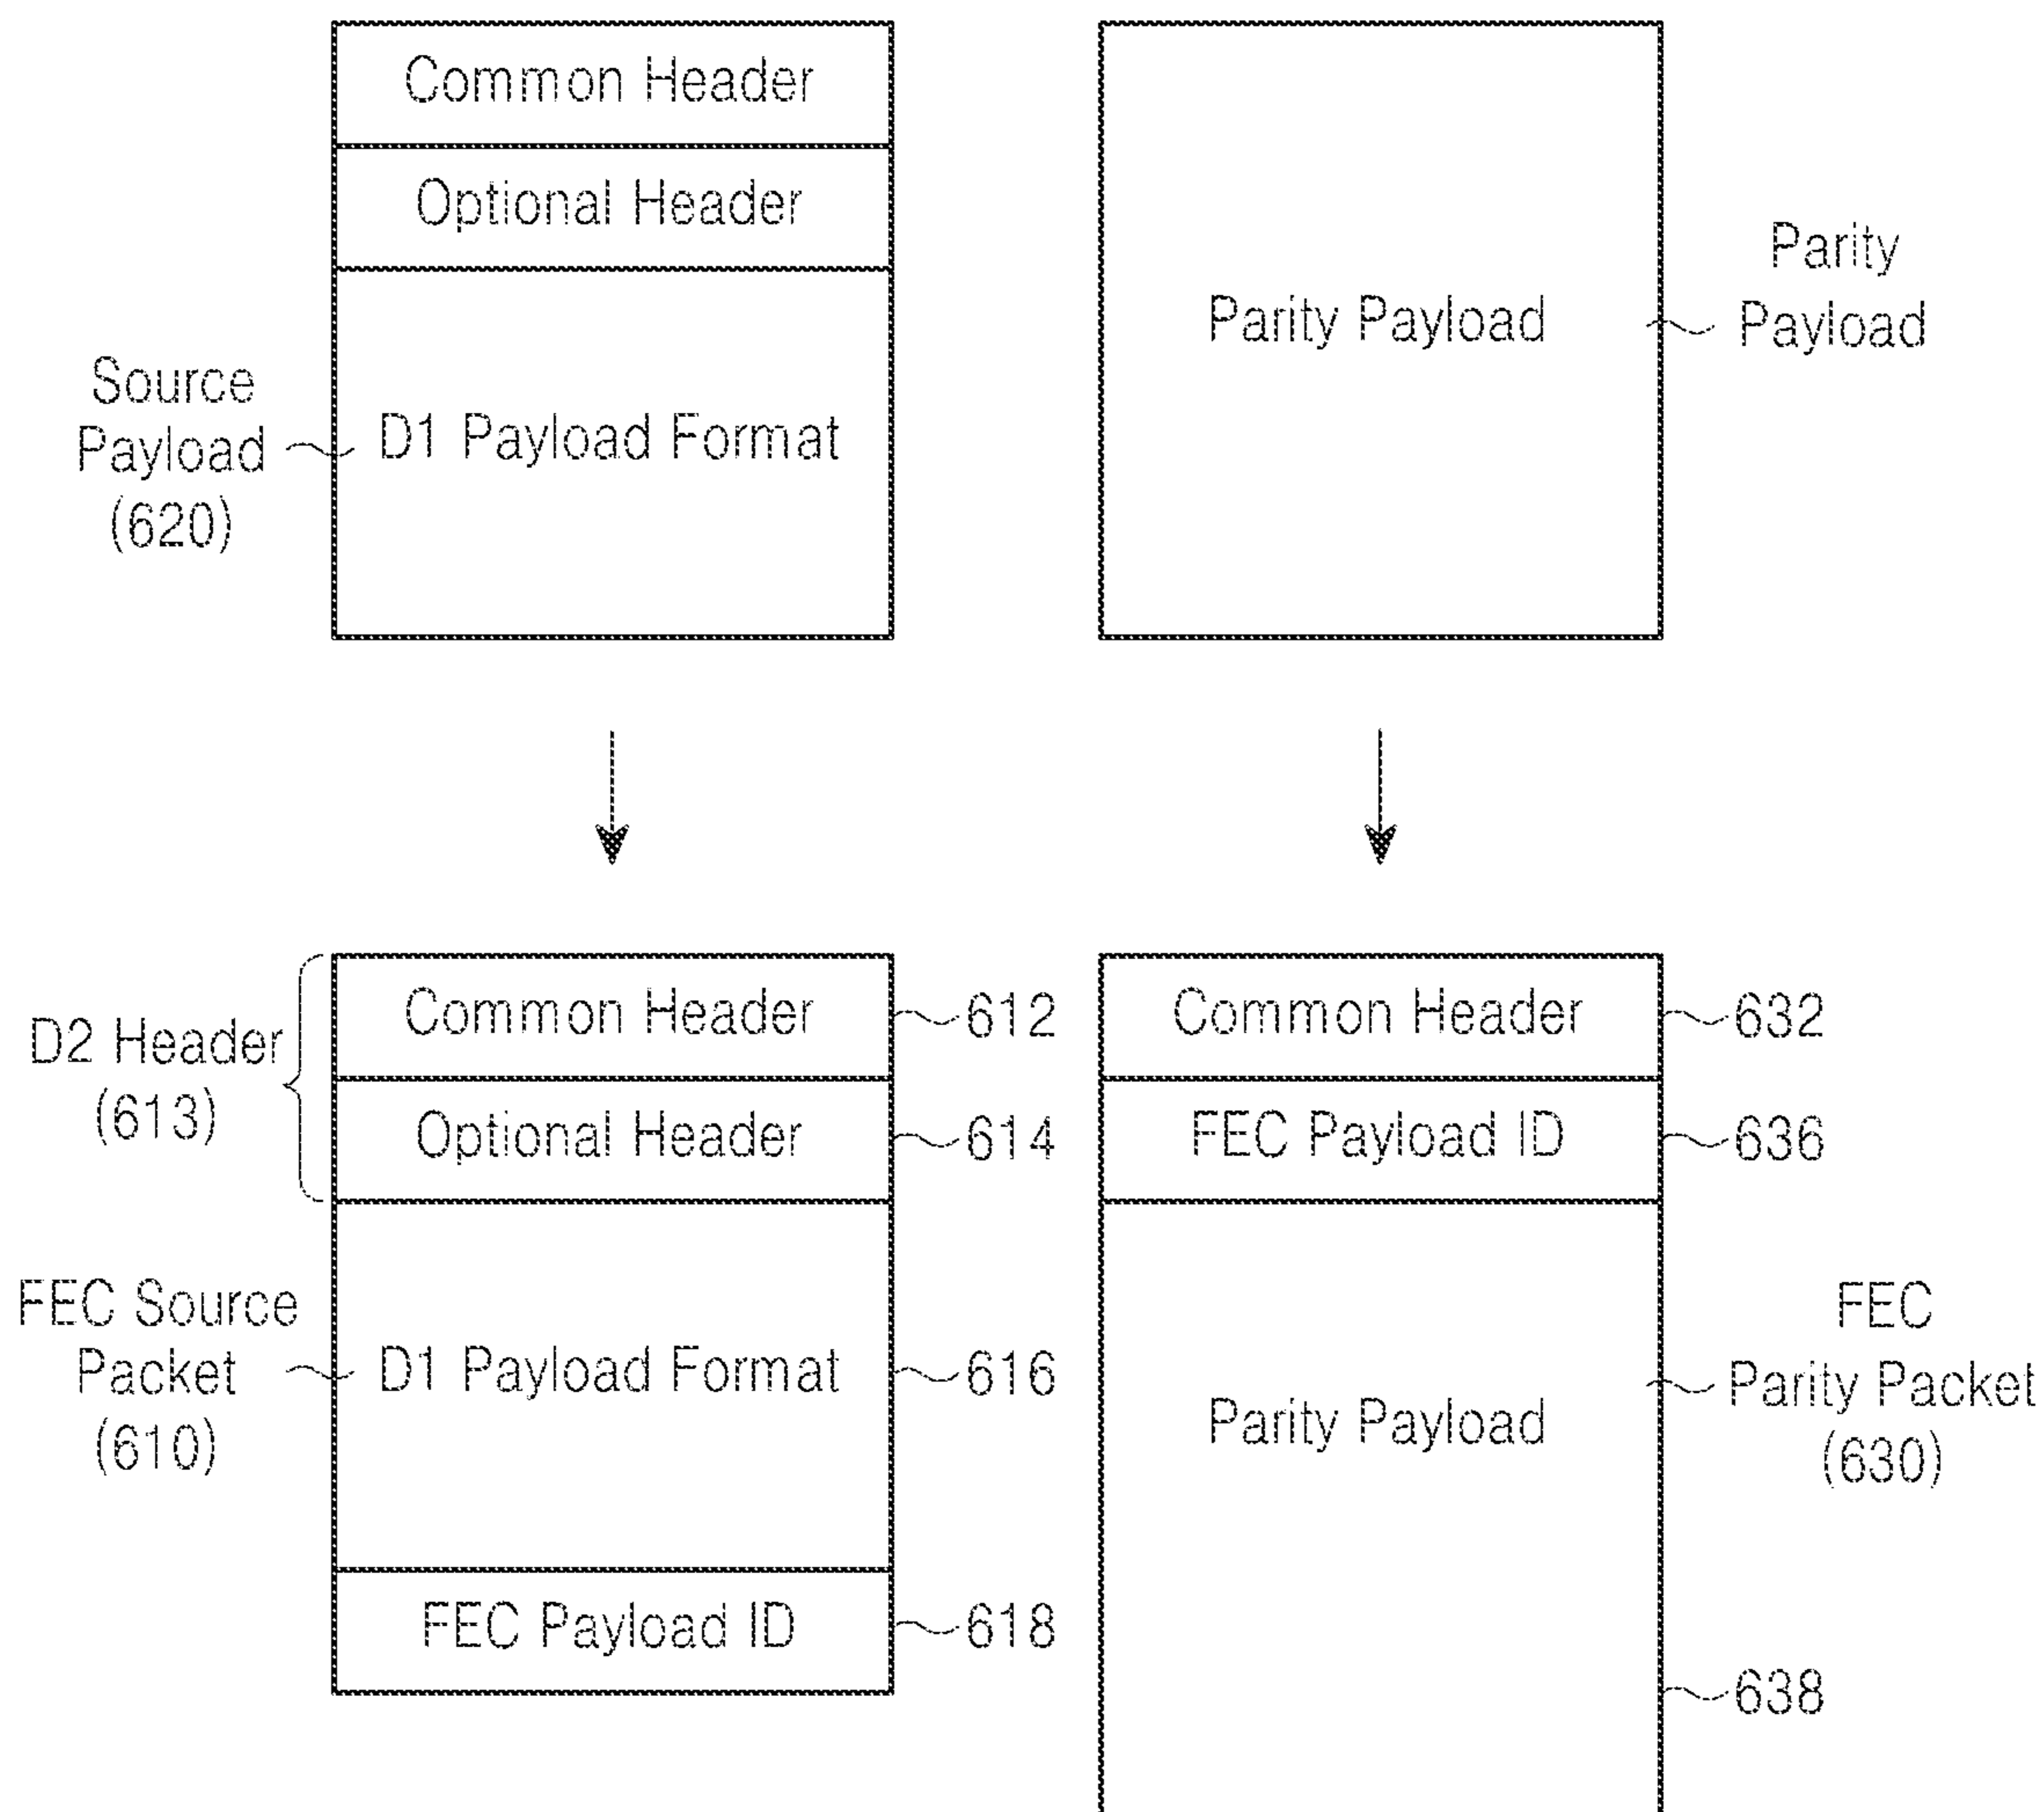 Common Header
Optional Header
Source
Payload
(620)
D1 Payload Format
Parity Payload
Parity
Payload
D2 Header
(613)
Common Header
612
Optional Header
614
FEC Source
Packet
(610)
D1 Payload Format
616
FEC Payload ID
618
Common Header
632
FEC Payload ID
636
Parity Payload
FEC
Parity Packet
(630)
638